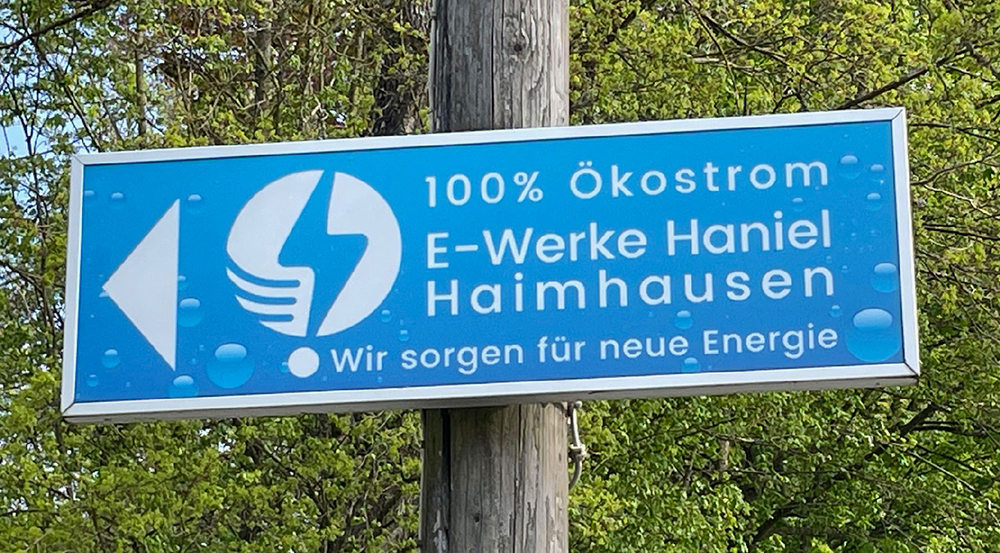 100% Ökostrom
E-Werke Haniel
Haimhausen
Wir sorgen für neue Energie